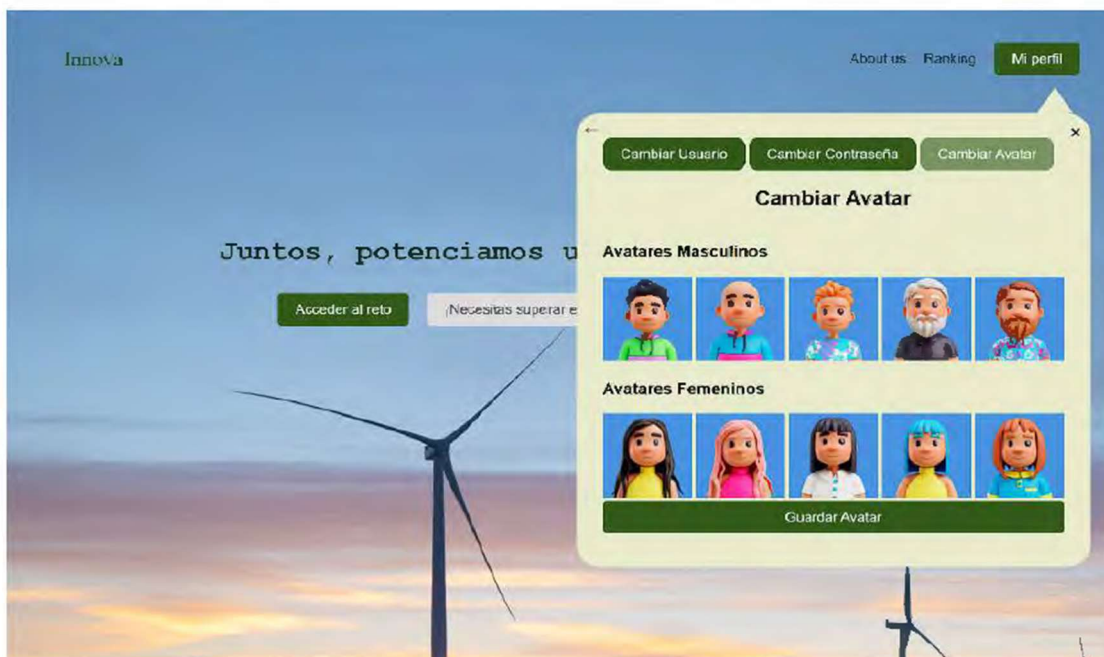 Innova
About us Ranking Mi perfil
← ×
Cambiar Usuario Cambiar Contraseña Cambiar Avatar
Cambiar Avatar
Juntos, potenciamos u
Avatares Masculinos
Acceder al reto ¡Necesitas superar e
Avatares Femeninos
Guardar Avatar